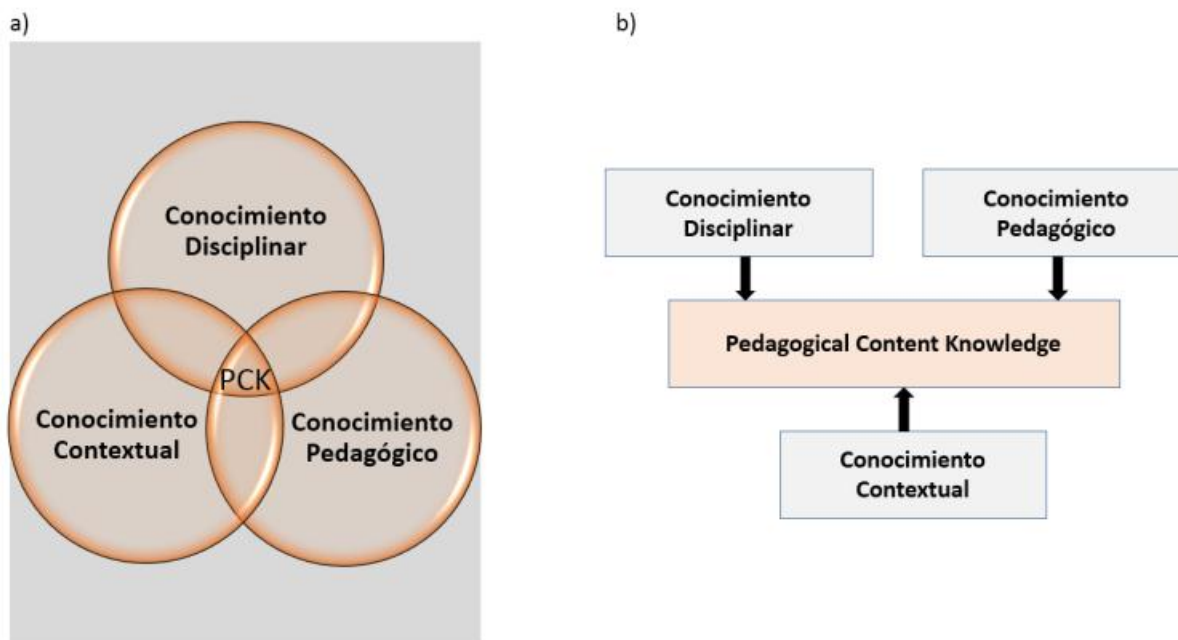 a)
Conocimiento
Disciplinar
PCK
Conocimiento
Contextual
Conocimiento
Pedagógico
b)
Conocimiento
Disciplinar
Conocimiento
Pedagógico
Pedagogical Content Knowledge
Conocimiento
Contextual